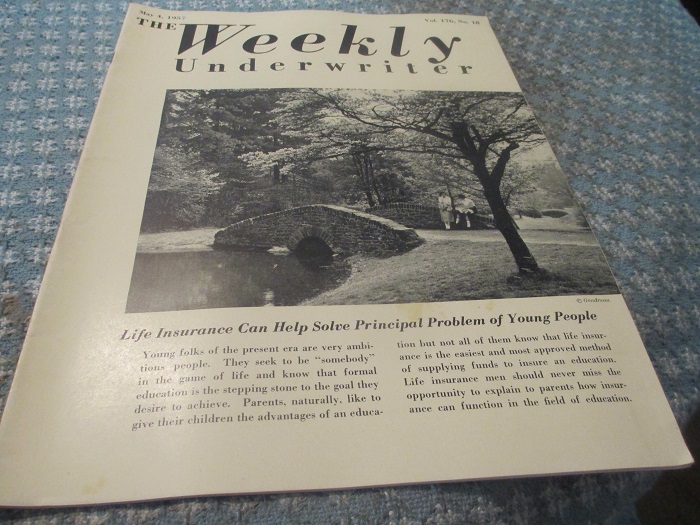 May 4, 1957
Vol. 176, No. 18
THE Weekly
Underwriter
© Gendreau
Life Insurance Can Help Solve Principal Problem of Young People
Young folks of the present era are very ambi-
tious people. They seek to be "somebody"
in the game of life and know that formal
education is the stepping stone to the goal they
desire to achieve. Parents, naturally, like to
give their children the advantages of an educa-
tion but not all of them know that life insur-
ance is the easiest and most approved method
of supplying funds to insure an education.
Life insurance men should never miss the
opportunity to explain to parents how insur-
ance can function in the field of education.